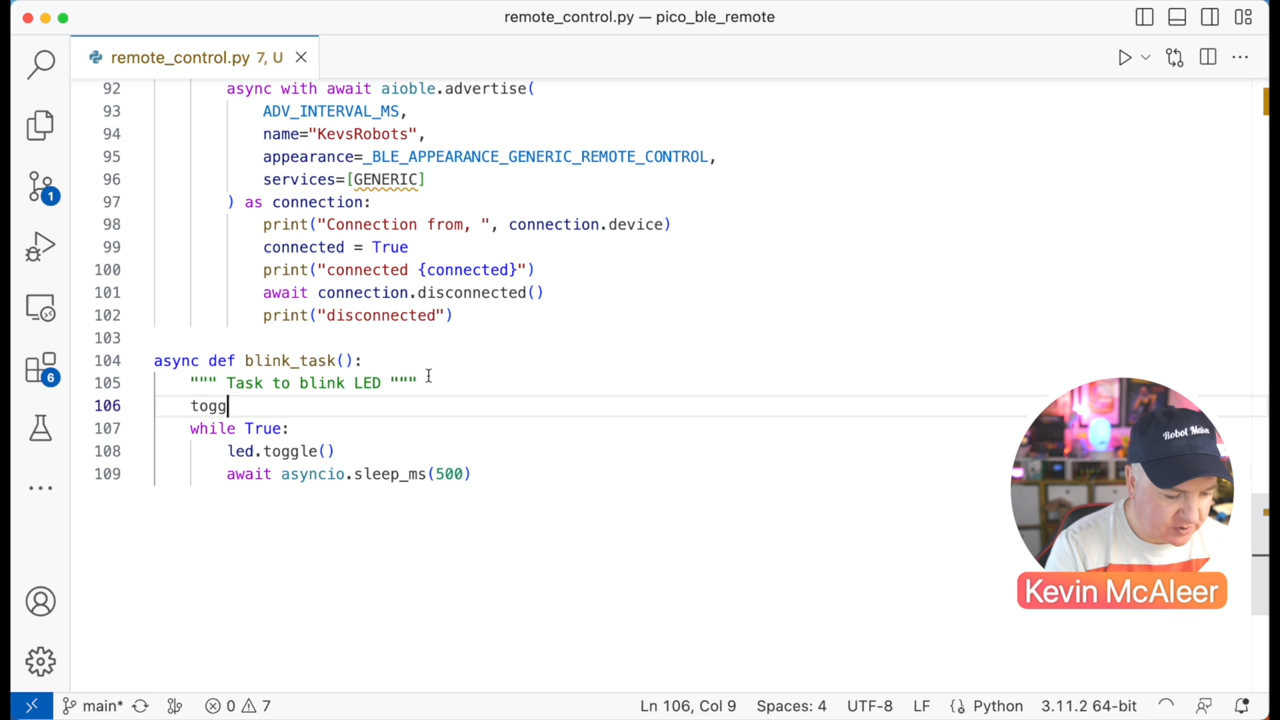 remote_control.py — pico_ble_remote
remote_control.py 7, U
92 async with await aioble.advertise(
93 ADV_INTERVAL_MS,
94 name="KevsRobots",
95 appearance=_BLE_APPEARANCE_GENERIC_REMOTE_CONTROL,
96 services=[GENERIC]
97 ) as connection:
98 print("Connection from, ", connection.device)
99 connected = True
100 print("connected {connected}")
101 await connection.disconnected()
102 print("disconnected")
103
104 async def blink_task():
105 """ Task to blink LED """
106 togg
107 while True:
108 led.toggle()
109 await asyncio.sleep_ms(500)
1
6
Robot Maker
Kevin McAleer
main* 0 7 Ln 106, Col 9 Spaces: 4 UTF-8 LF Python 3.11.2 64-bit